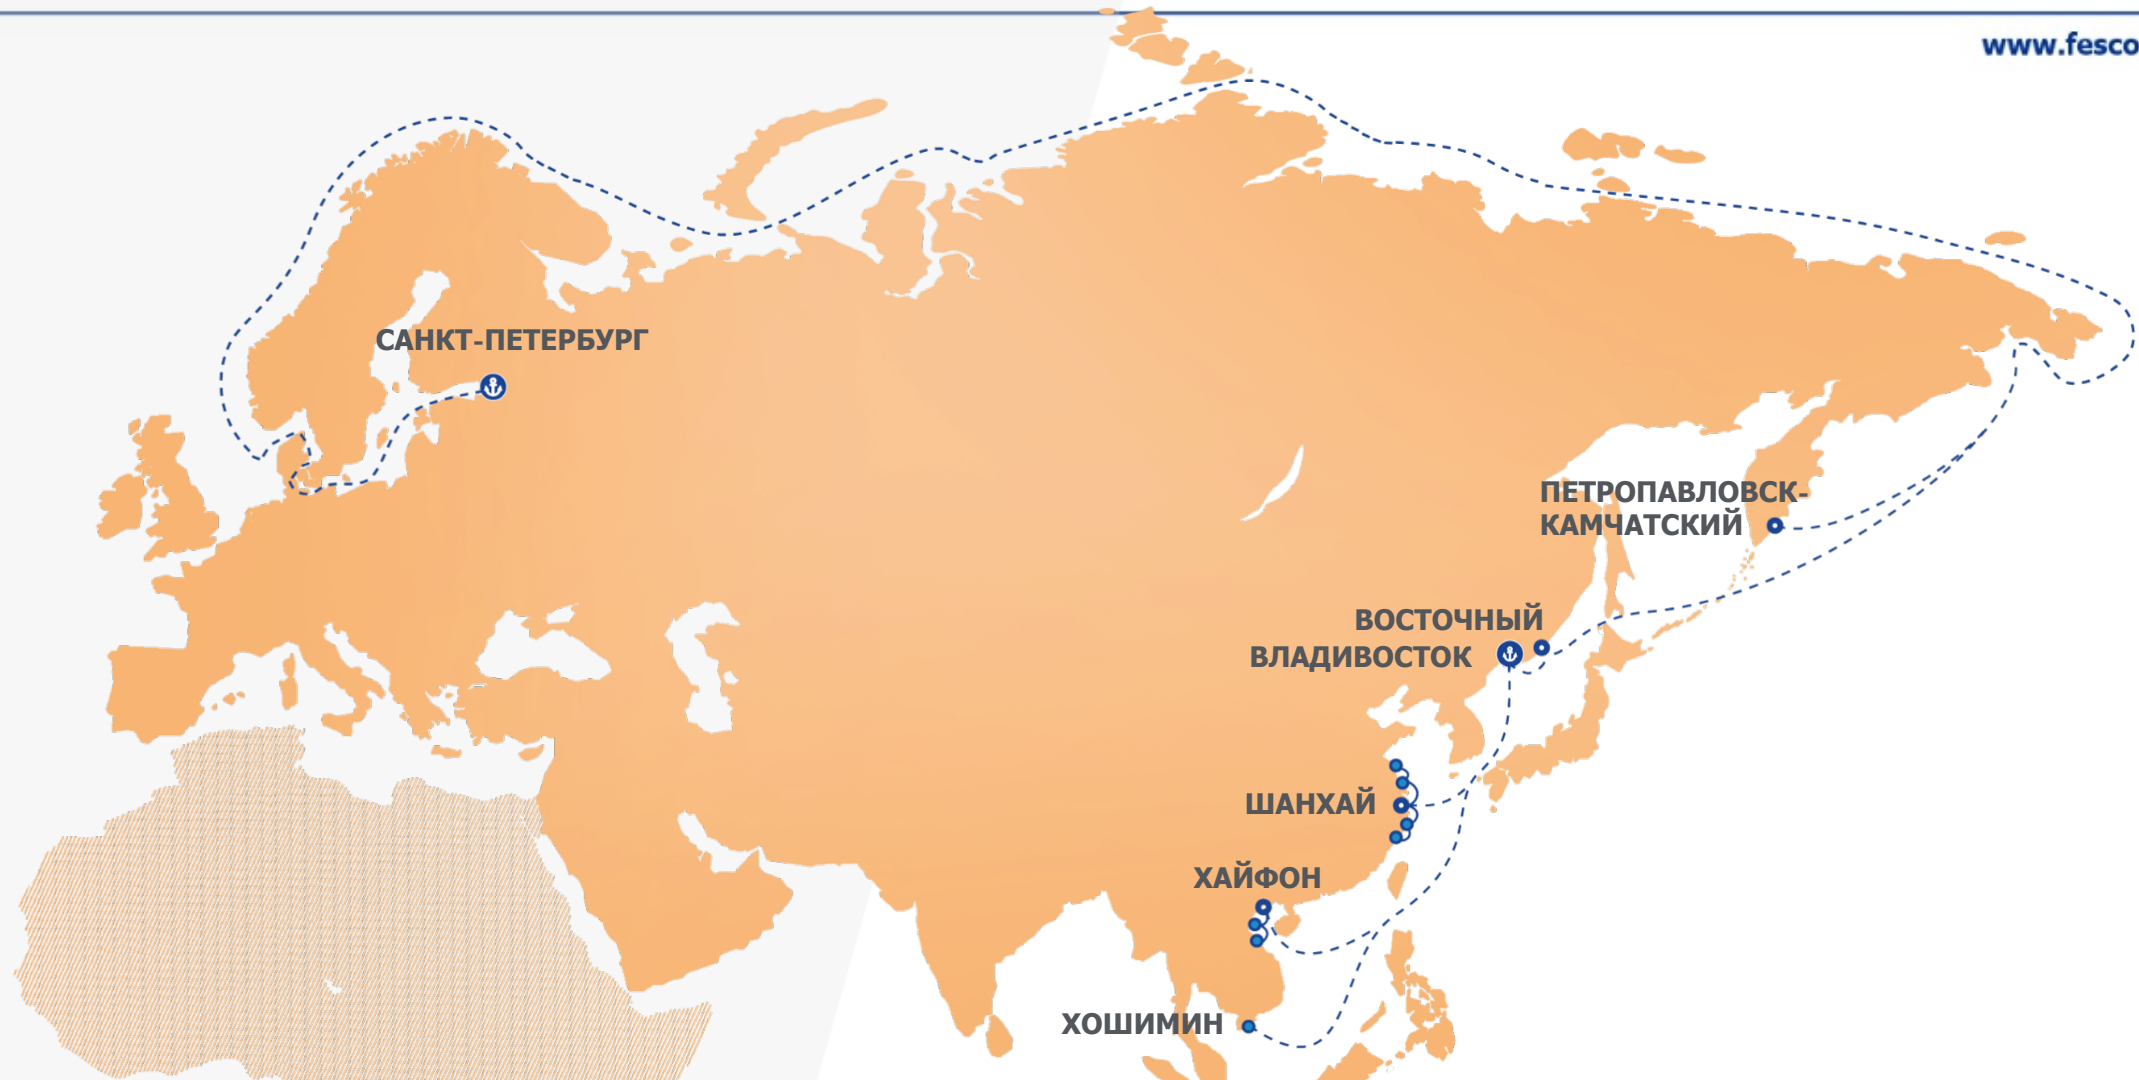 www.fesco
САНКТ-ПЕТЕРБУРГ
ПЕТРОПАВЛОВСК-
КАМЧАТСКИЙ
ВОСТОЧНЫЙ
ВЛАДИВОСТОК
ШАНХАЙ
ХАЙФОН
ХОШИМИН